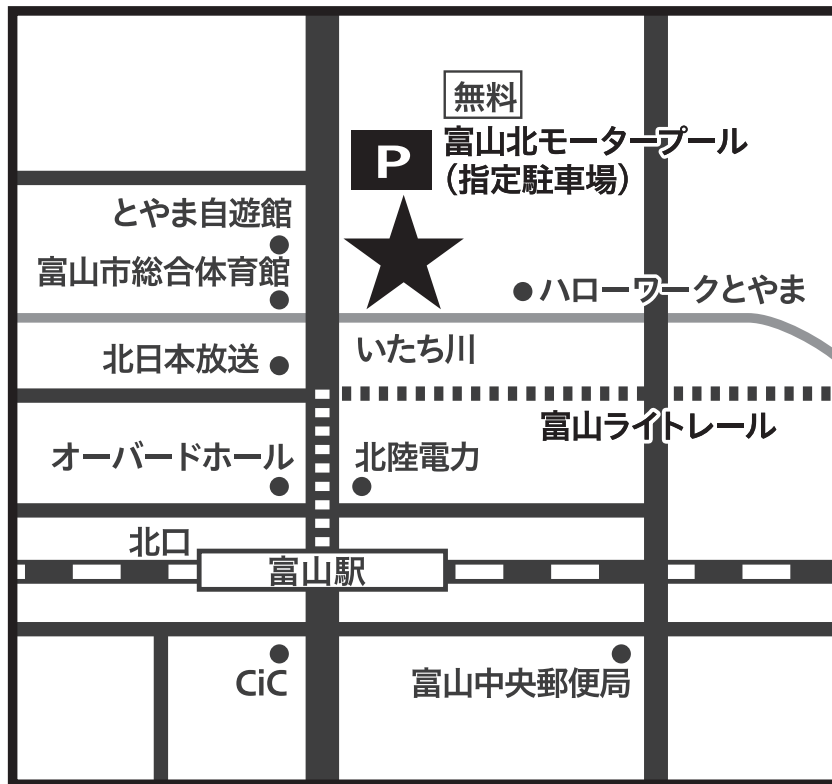 無料
P
富山北モータープール
（指定駐車場）
とやま自遊館
富山市総合体育館
ハローワークとやま
北日本放送
いたち川
富山ライトレール
オーバードホール
北陸電力
北口
富山駅
CiC
富山中央郵便局